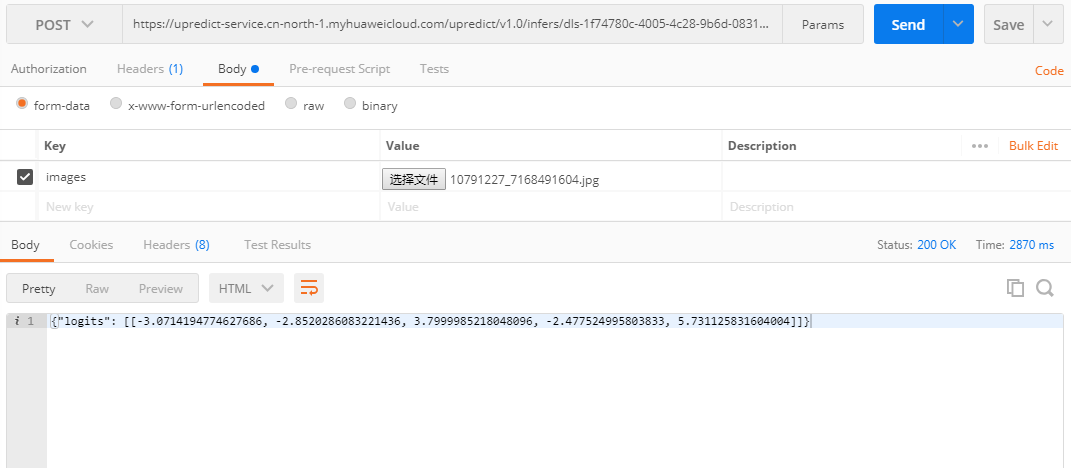 POST https://upredict-service.cn-north-1.myhuaweicloud.com/upredict/v1.0/infers/dls-1f74780c-4005-4c28-9b6d-0831... Params Send Save
Authorization Headers (1) Body Pre-request Script Tests Code
form-data x-www-form-urlencoded raw binary
Key Value Description ••• Bulk Edit
images 选择文件 10791227_7168491604.jpg
New key Value Description
Body Cookies Headers (8) Test Results Status: 200 OK Time: 2870 ms
Pretty Raw Preview HTML
i 1 {"logits": [[-3.0714194774627686, -2.8520286083221436, 3.7999985218048096, -2.477524995803833, 5.731125831604004]]}